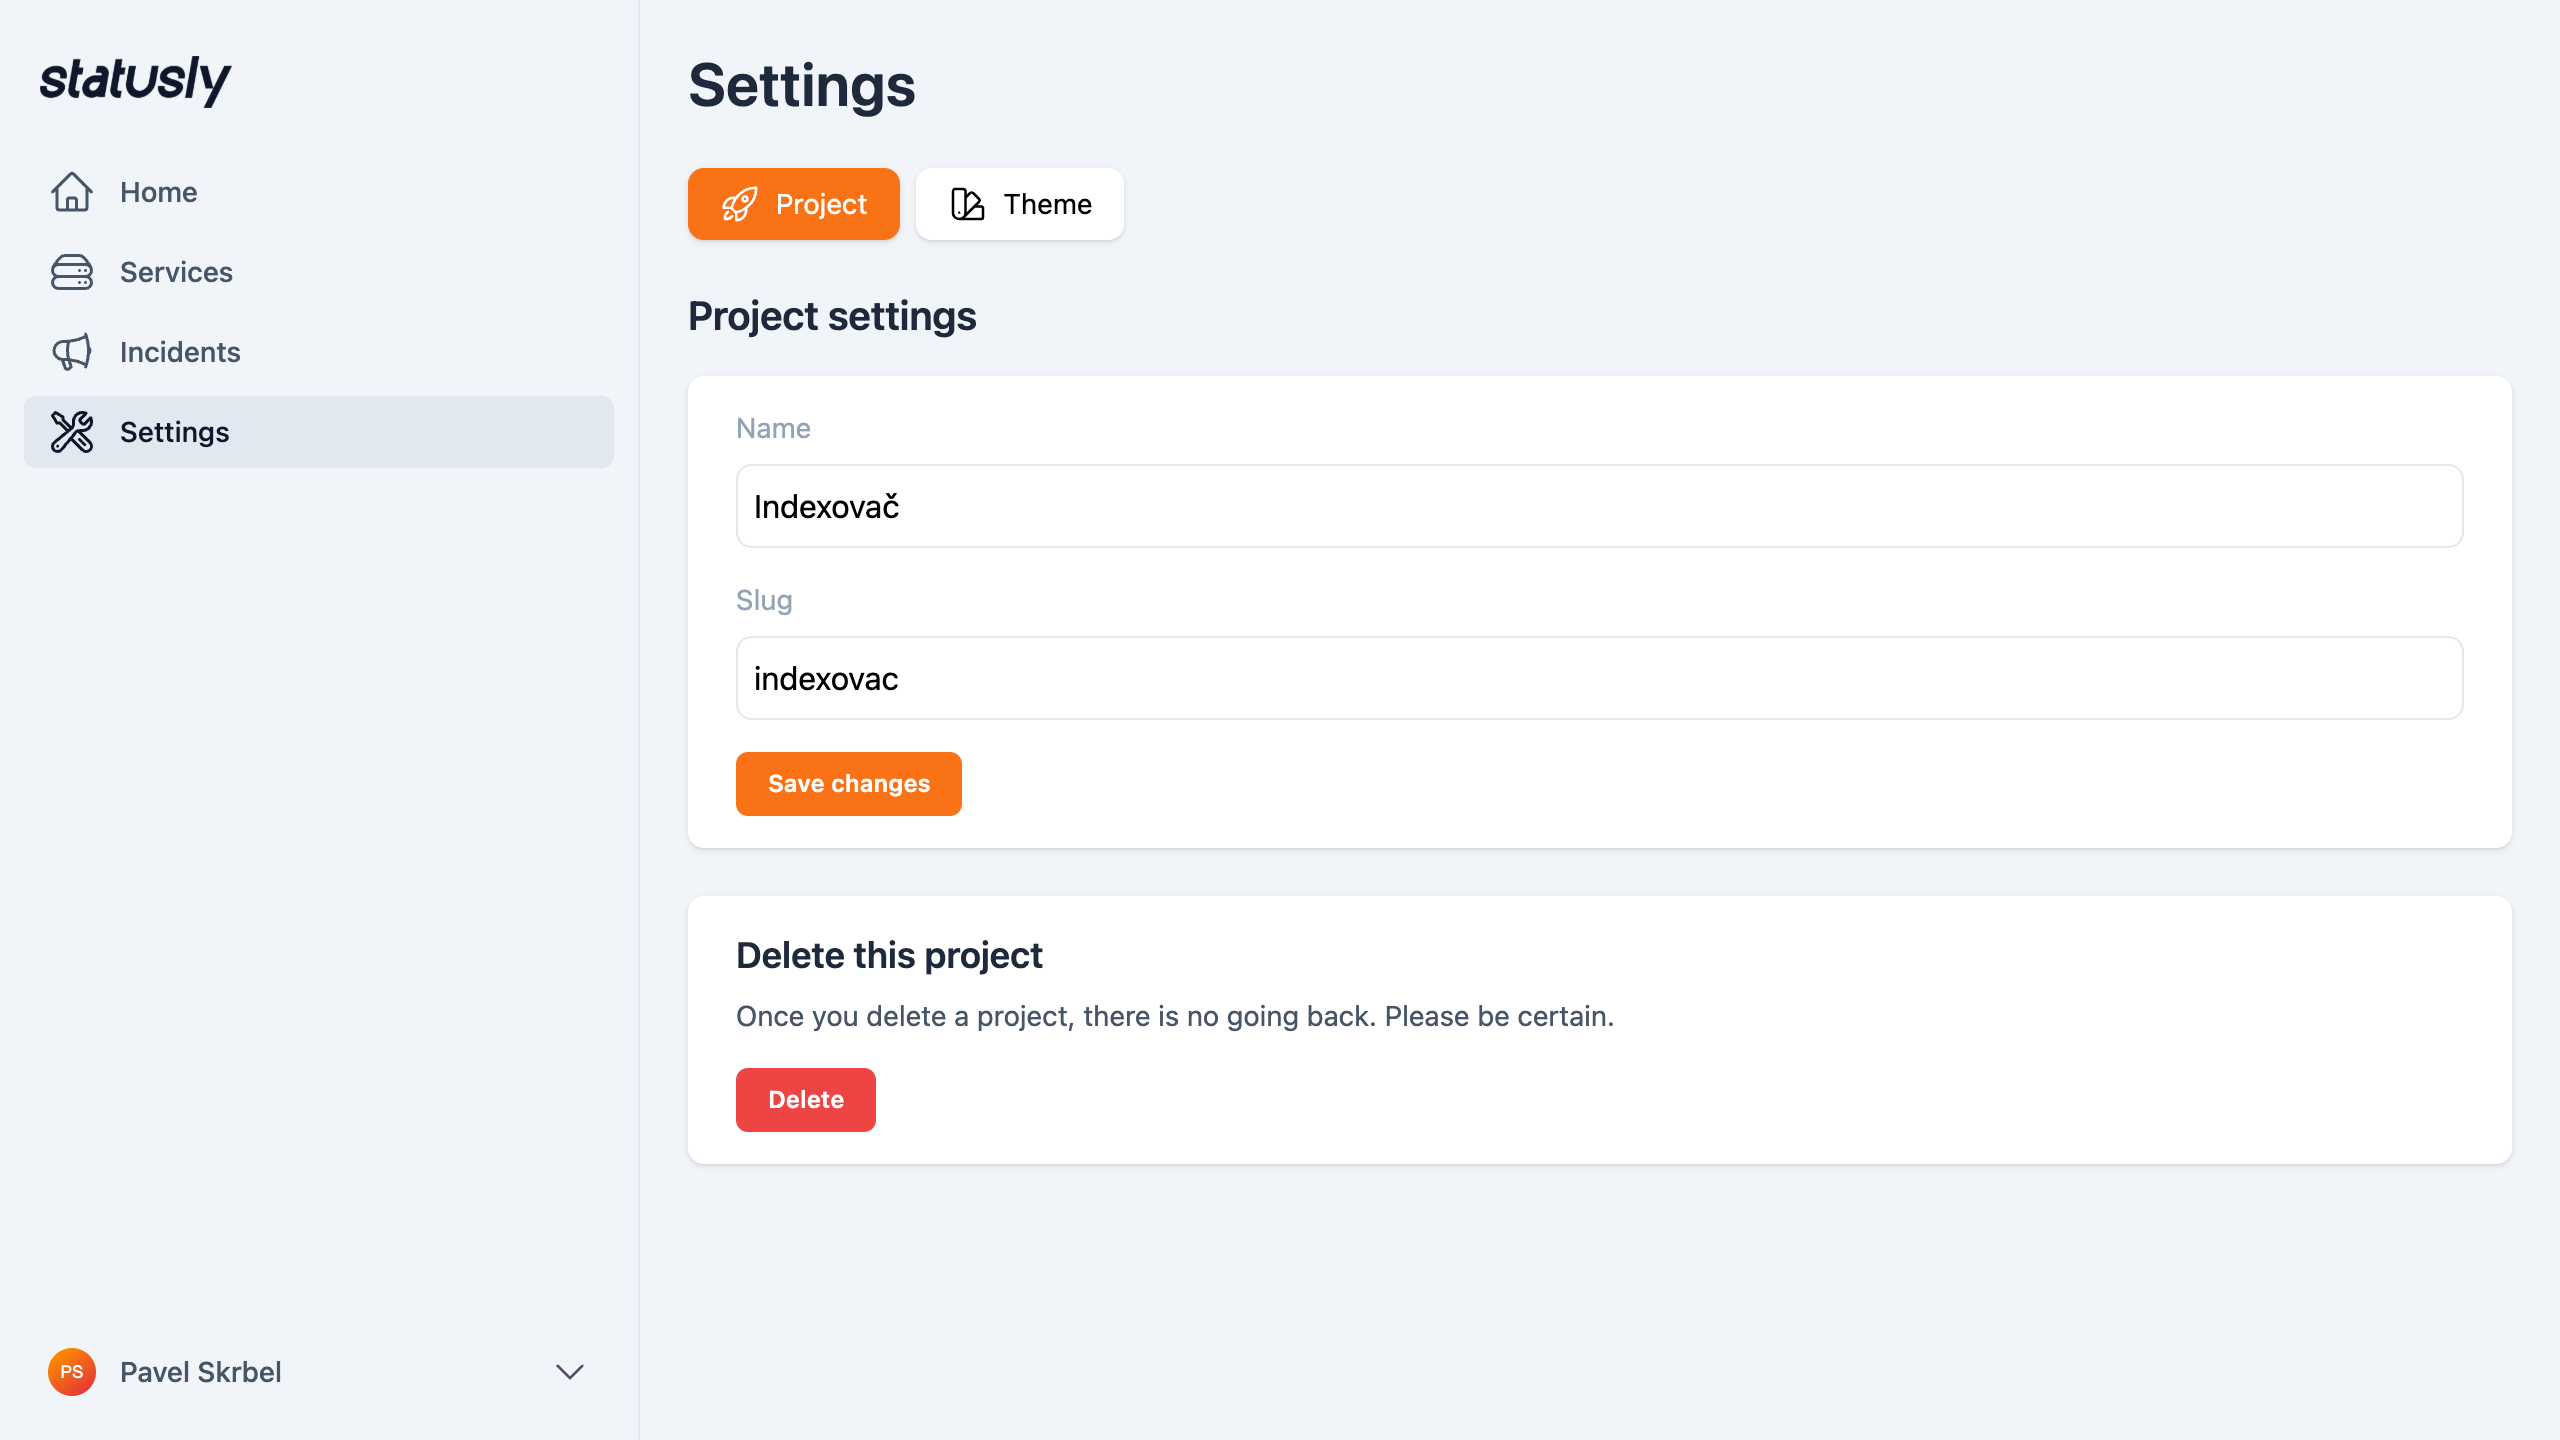 statusly
Home
Services
Incidents
Settings
PS
Pavel Skrbel
Settings
Project
Theme
Project settings
Name
Indexovač
Slug
indexovac
Save changes
Delete this project
Once you delete a project, there is no going back. Please be certain.
Delete